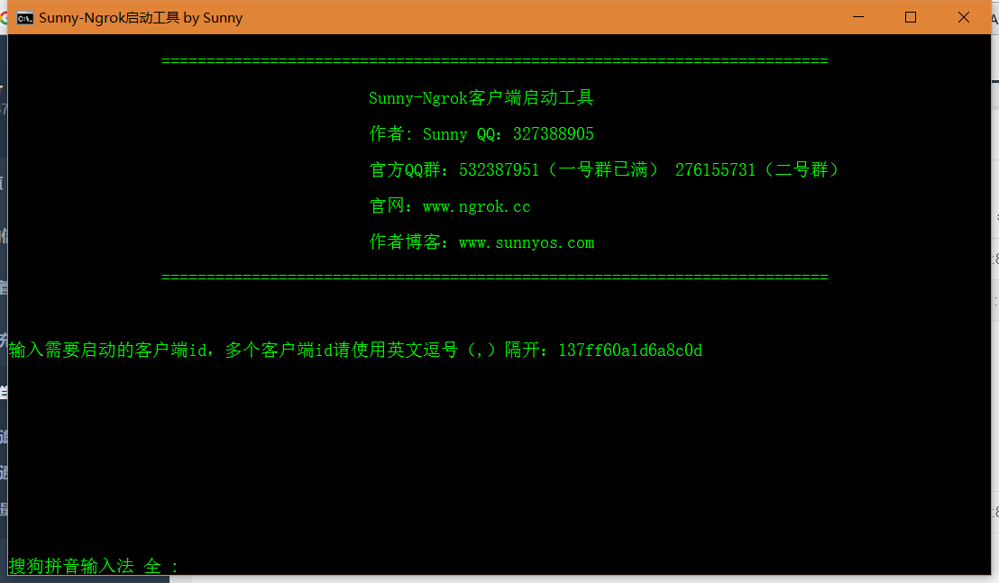 Sunny-Ngrok启动工具 by Sunny
==========================================================================
Sunny-Ngrok客户端启动工具
作者: Sunny QQ：327388905
官方QQ群：532387951（一号群已满） 276155731（二号群）
官网：www.ngrok.cc
作者博客：www.sunnyos.com
==========================================================================
输入需要启动的客户端id，多个客户端id请使用英文逗号（,）隔开：137ff60a1d6a8c0d
搜狗拼音输入法 全 ：